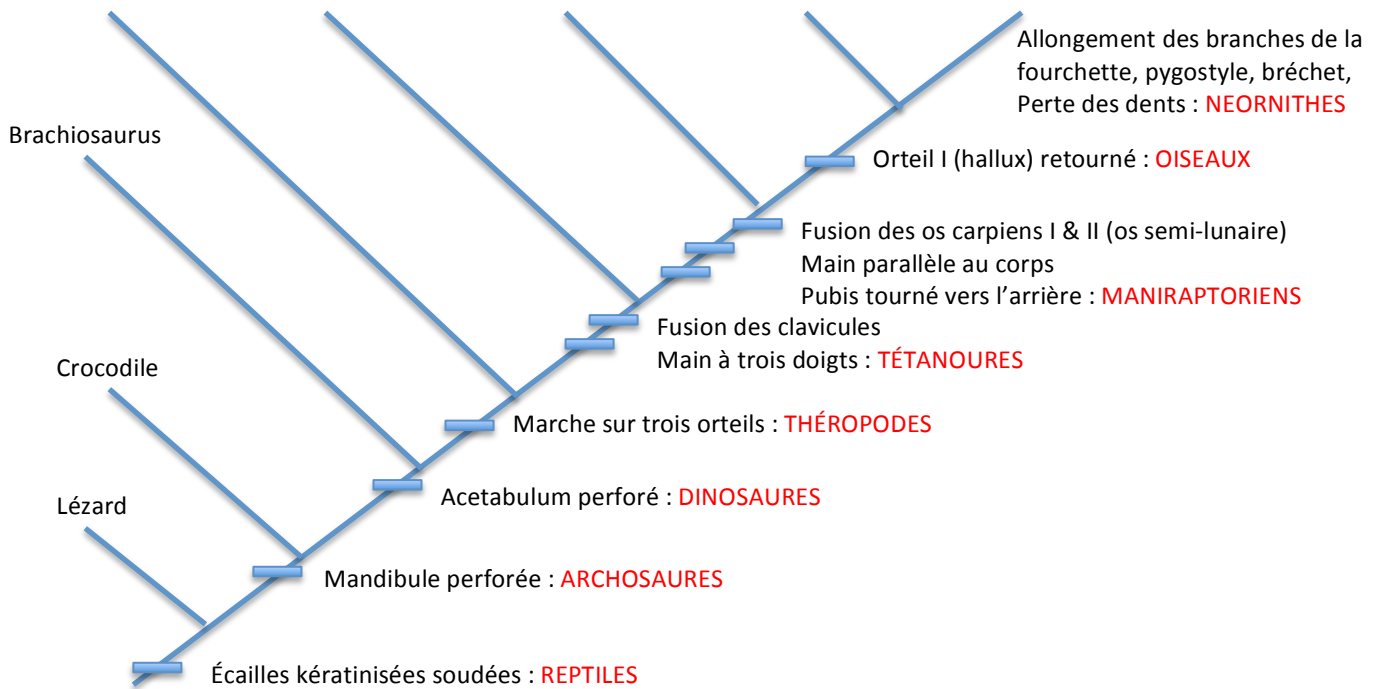 Allongement des branches de la
fourchette, pygostyle, bréchet,
Perte des dents : NEORNITHES
Brachiosaurus
Orteil I (hallux) retourné : OISEAUX
Fusion des os carpiens I & II (os semi-lunaire)
Main parallèle au corps
Pubis tourné vers l’arrière : MANIRAPTORIENS
Fusion des clavicules
Main à trois doigts : TÉTANOURES
Crocodile
Marche sur trois orteils : THÉROPODES
Lézard
Acetabulum perforé : DINOSAURES
Mandibule perforée : ARCHOSAURES
Écailles kératinisées soudées : REPTILES